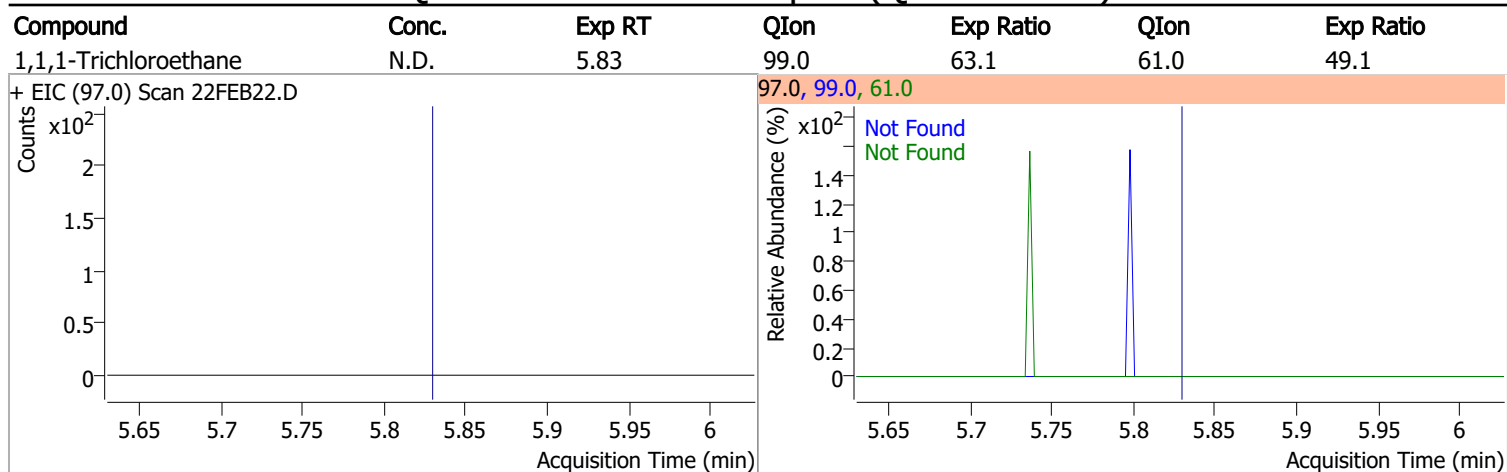 Compound Conc. Exp RT QIon Exp Ratio QIon Exp Ratio
1,1,1-Trichloroethane N.D. 5.83 99.0 63.1 61.0 49.1
+ EIC (97.0) Scan 22FEB22.D
Counts
x10²
2
1.5
1
0.5
0
5.65 5.7 5.75 5.8 5.85 5.9 5.95 6
Acquisition Time (min)
97.0, 99.0, 61.0
Relative Abundance (%)
x10²
Not Found
Not Found
1.4
1.2
1
0.8
0.6
0.4
0.2
0
5.65 5.7 5.75 5.8 5.85 5.9 5.95 6
Acquisition Time (min)